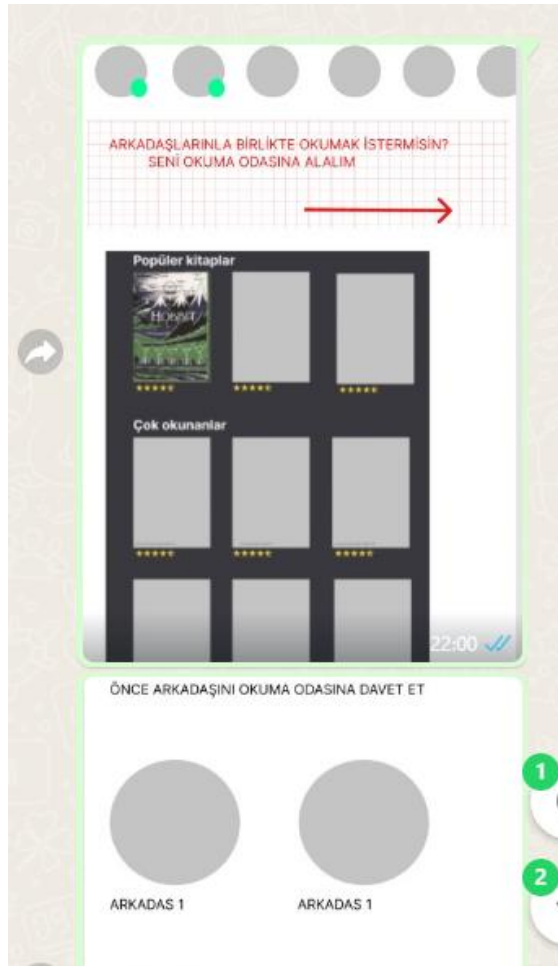 ARKADAŞLARINLA BİRLİKTE OKUMAK İSTERMİSİN?
SENİ OKUMA ODASINA ALALIM
Popüler kitaplar
HOBBIT
Çok okunanlar
22:00
ÖNCE ARKADAŞINI OKUMA ODASINA DAVET ET
1
2
ARKADAS 1
ARKADAS 1